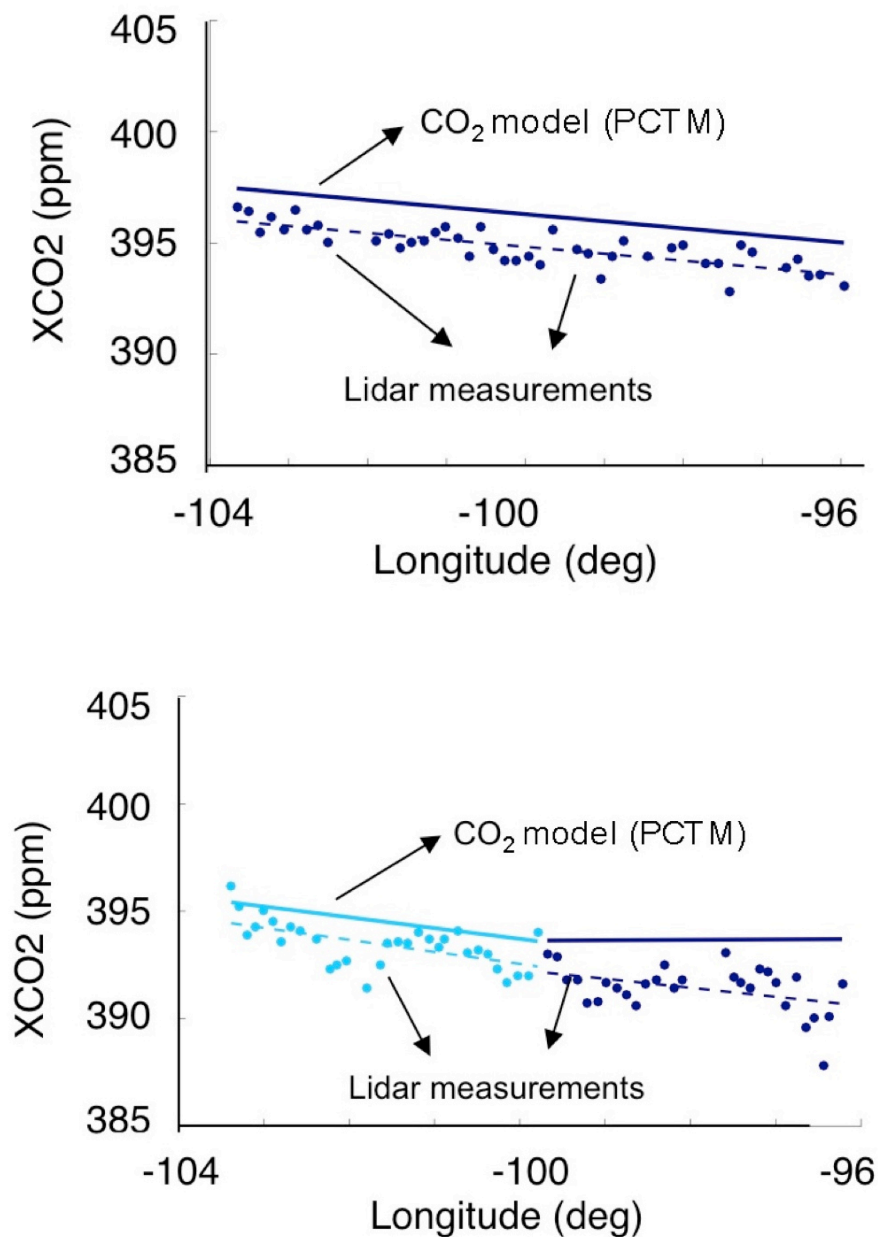 405
400
395
390
385
XCO2 (ppm)
CO₂ model (PCTM)
Lidar measurements
-104
-100
-96
Longitude (deg)
405
400
395
390
385
XCO2 (ppm)
CO₂ model (PCTM)
Lidar measurements
-104
-100
-96
Longitude (deg)